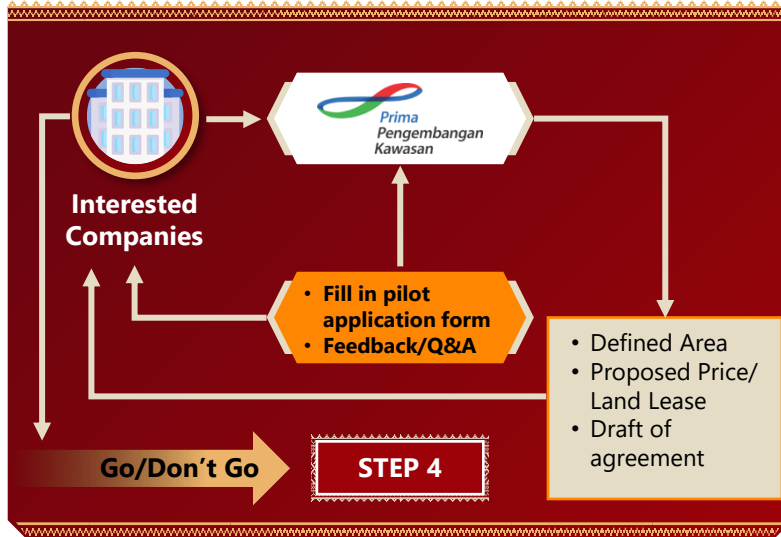 Prima
Pengembangan
Kawasan
Interested
Companies
• Fill in pilot
application form
• Feedback/Q&A
• Defined Area
• Proposed Price/
Land Lease
• Draft of
agreement
Go/Don't Go
STEP 4